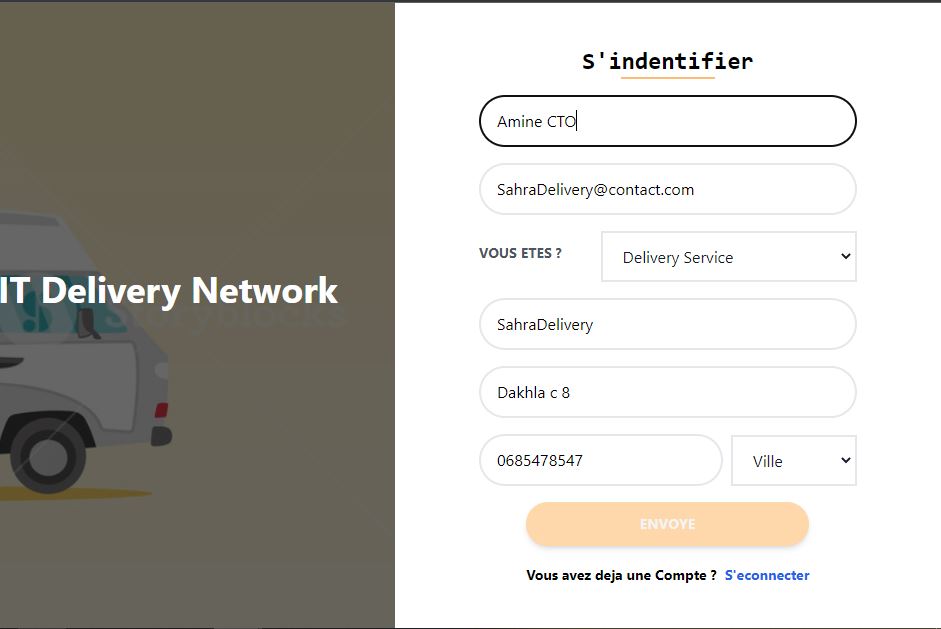 IT Delivery Network
Storyblocks
S'indentifier
Amine CTO
SahraDelivery@contact.com
VOUS ETES ?
Delivery Service
SahraDelivery
Dakhla c 8
0685478547
Ville
ENVOYE
Vous avez deja une Compte ? S'econnecter